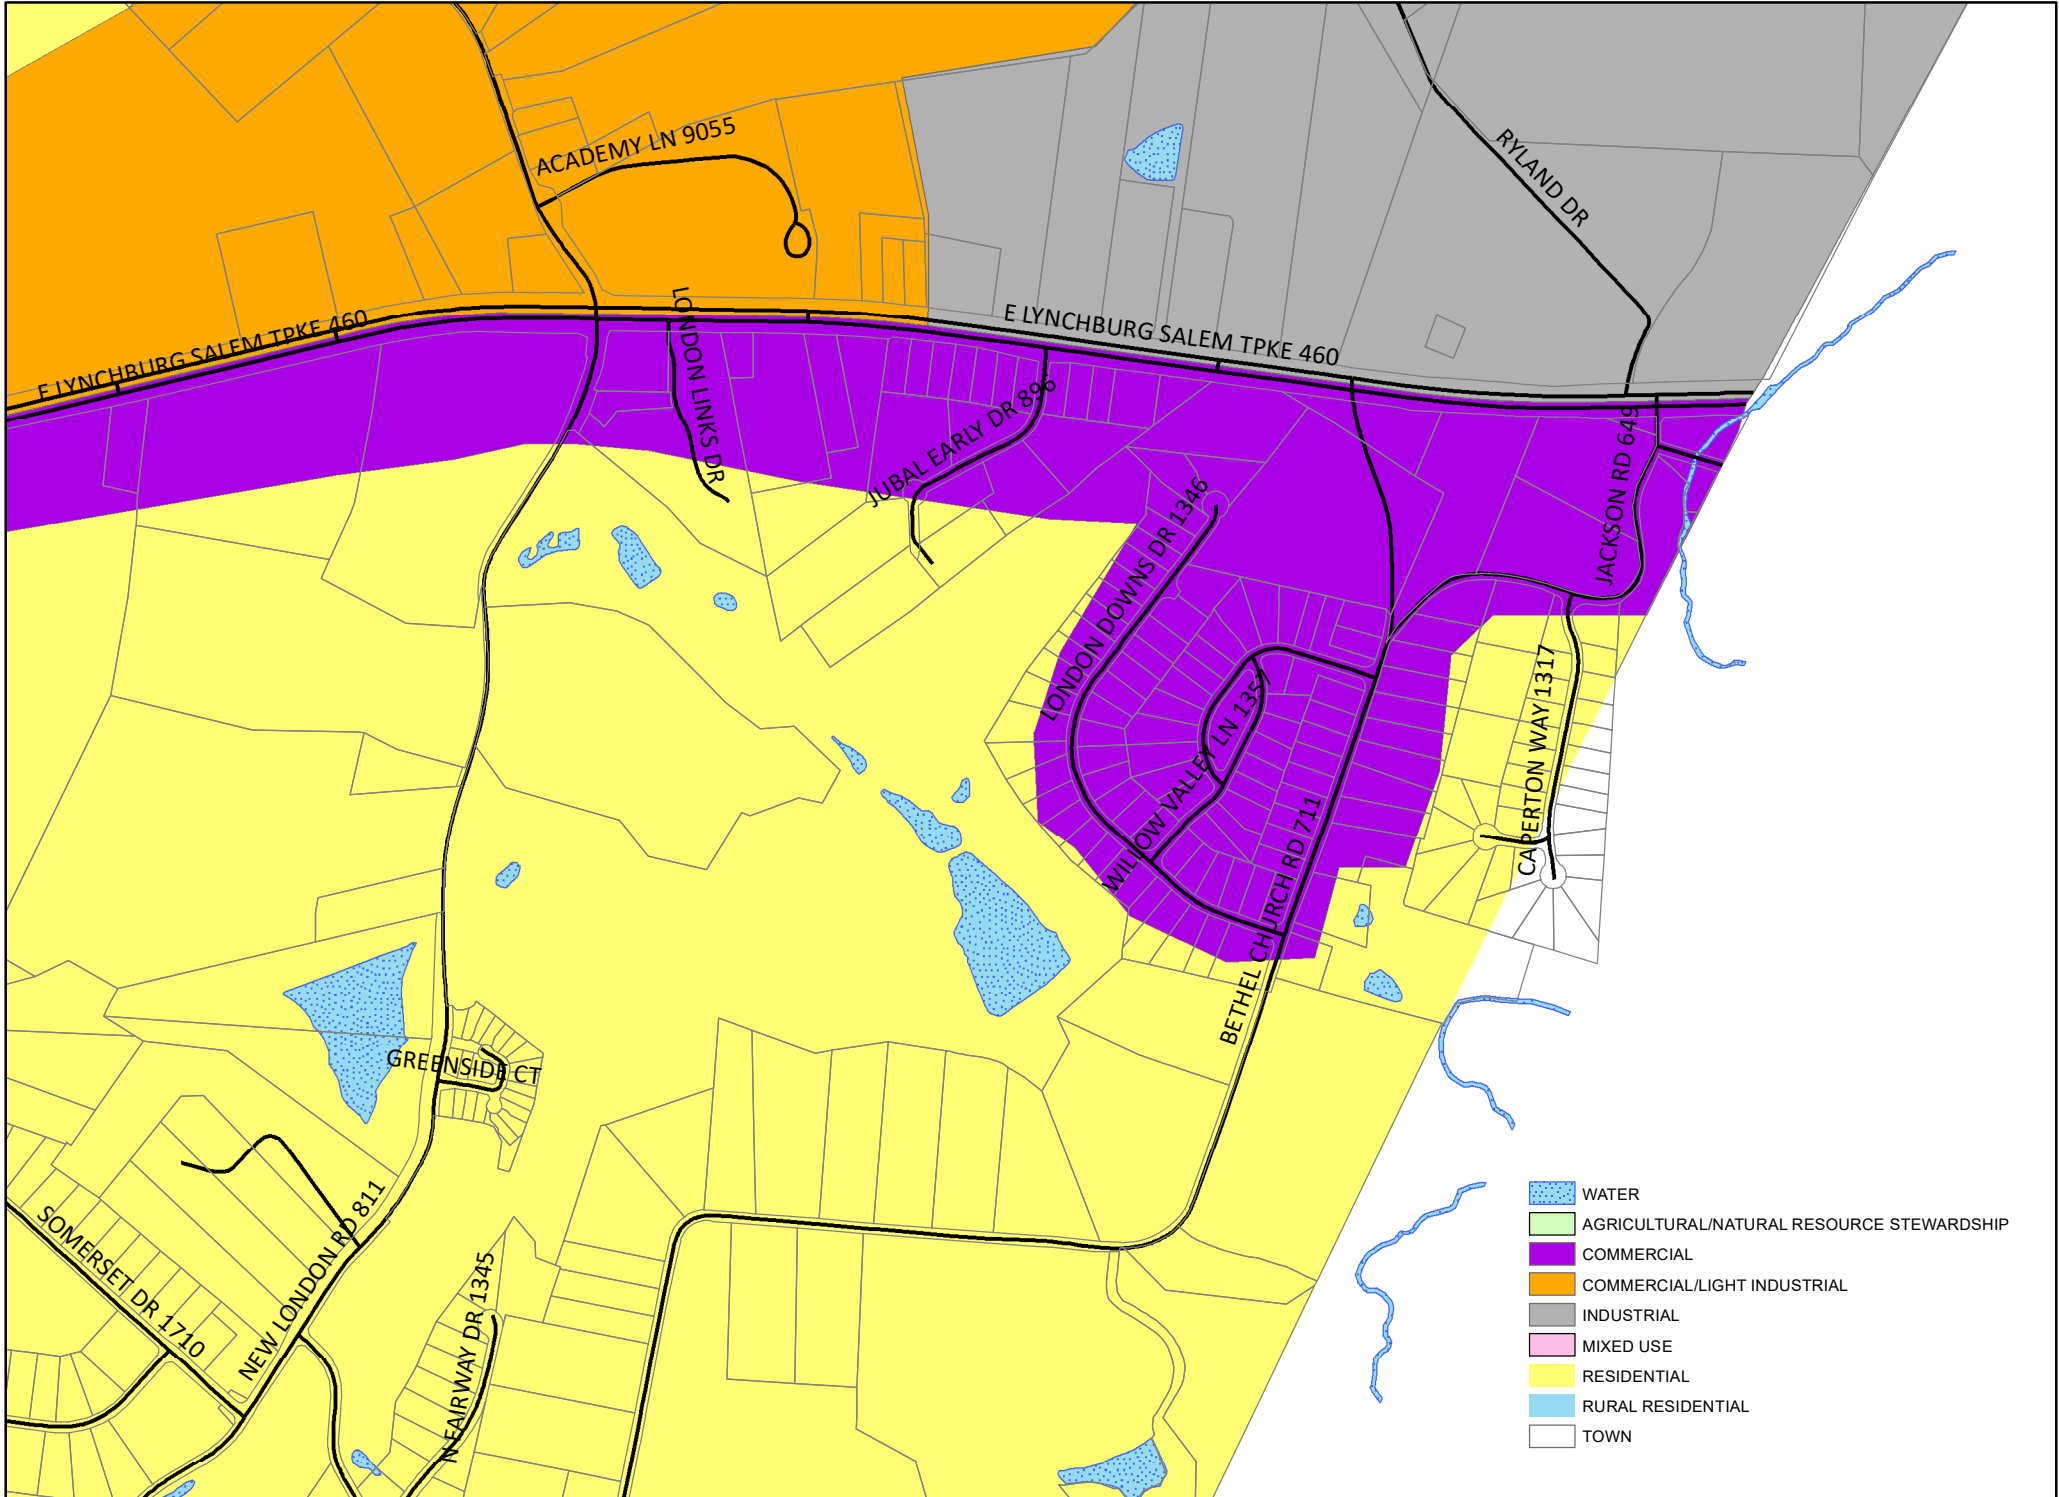 ACADEMY LN 9055
RYLAND DR
E LYNCHBURG SALEM TPKE 460
E LYNCHBURG SALEM TPKE 460
LONDON LINKS DR
JUBAL EARLY DR 896
LONDON DOWNS DR 1346
JACKSON RD 649
WILLOW VALLEY LN 1357
CAPERTON WAY 1317
BETHEL CHURCH RD 711
GREENSIDE CT
SOMERSET DR 1710
NEW LONDON RD 811
N FAIRWAY DR 1345
WATER
AGRICULTURAL/NATURAL RESOURCE STEWARDSHIP
COMMERCIAL
COMMERCIAL/LIGHT INDUSTRIAL
INDUSTRIAL
MIXED USE
RESIDENTIAL
RURAL RESIDENTIAL
TOWN